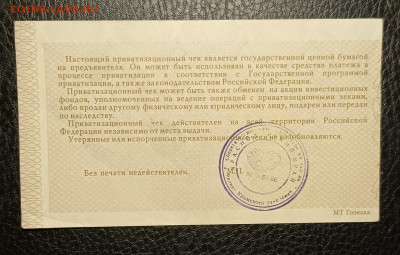 Настоящий приватизационный чек является государственной ценной бумагой
на предъявителя. Он может быть использован в качестве средства платежа в
процессе приватизации в соответствии с Государственной программой
приватизации, а также законодательством Российской Федерации.
Приватизационный чек может быть также обменен на акции инвестиционных
фондов, уполномоченных на ведение операций с приватизационными чеками,
либо продан другому физическому или юридическому лицу, подарен или передан
по наследству.
Приватизационный чек действителен на всей территории Российской
Федерации независимо от места выдачи.
Утерянные или испорченные приватизационные чеки не возобновляются.
М.П.
Без печати недействителен.
МТ Гознака.